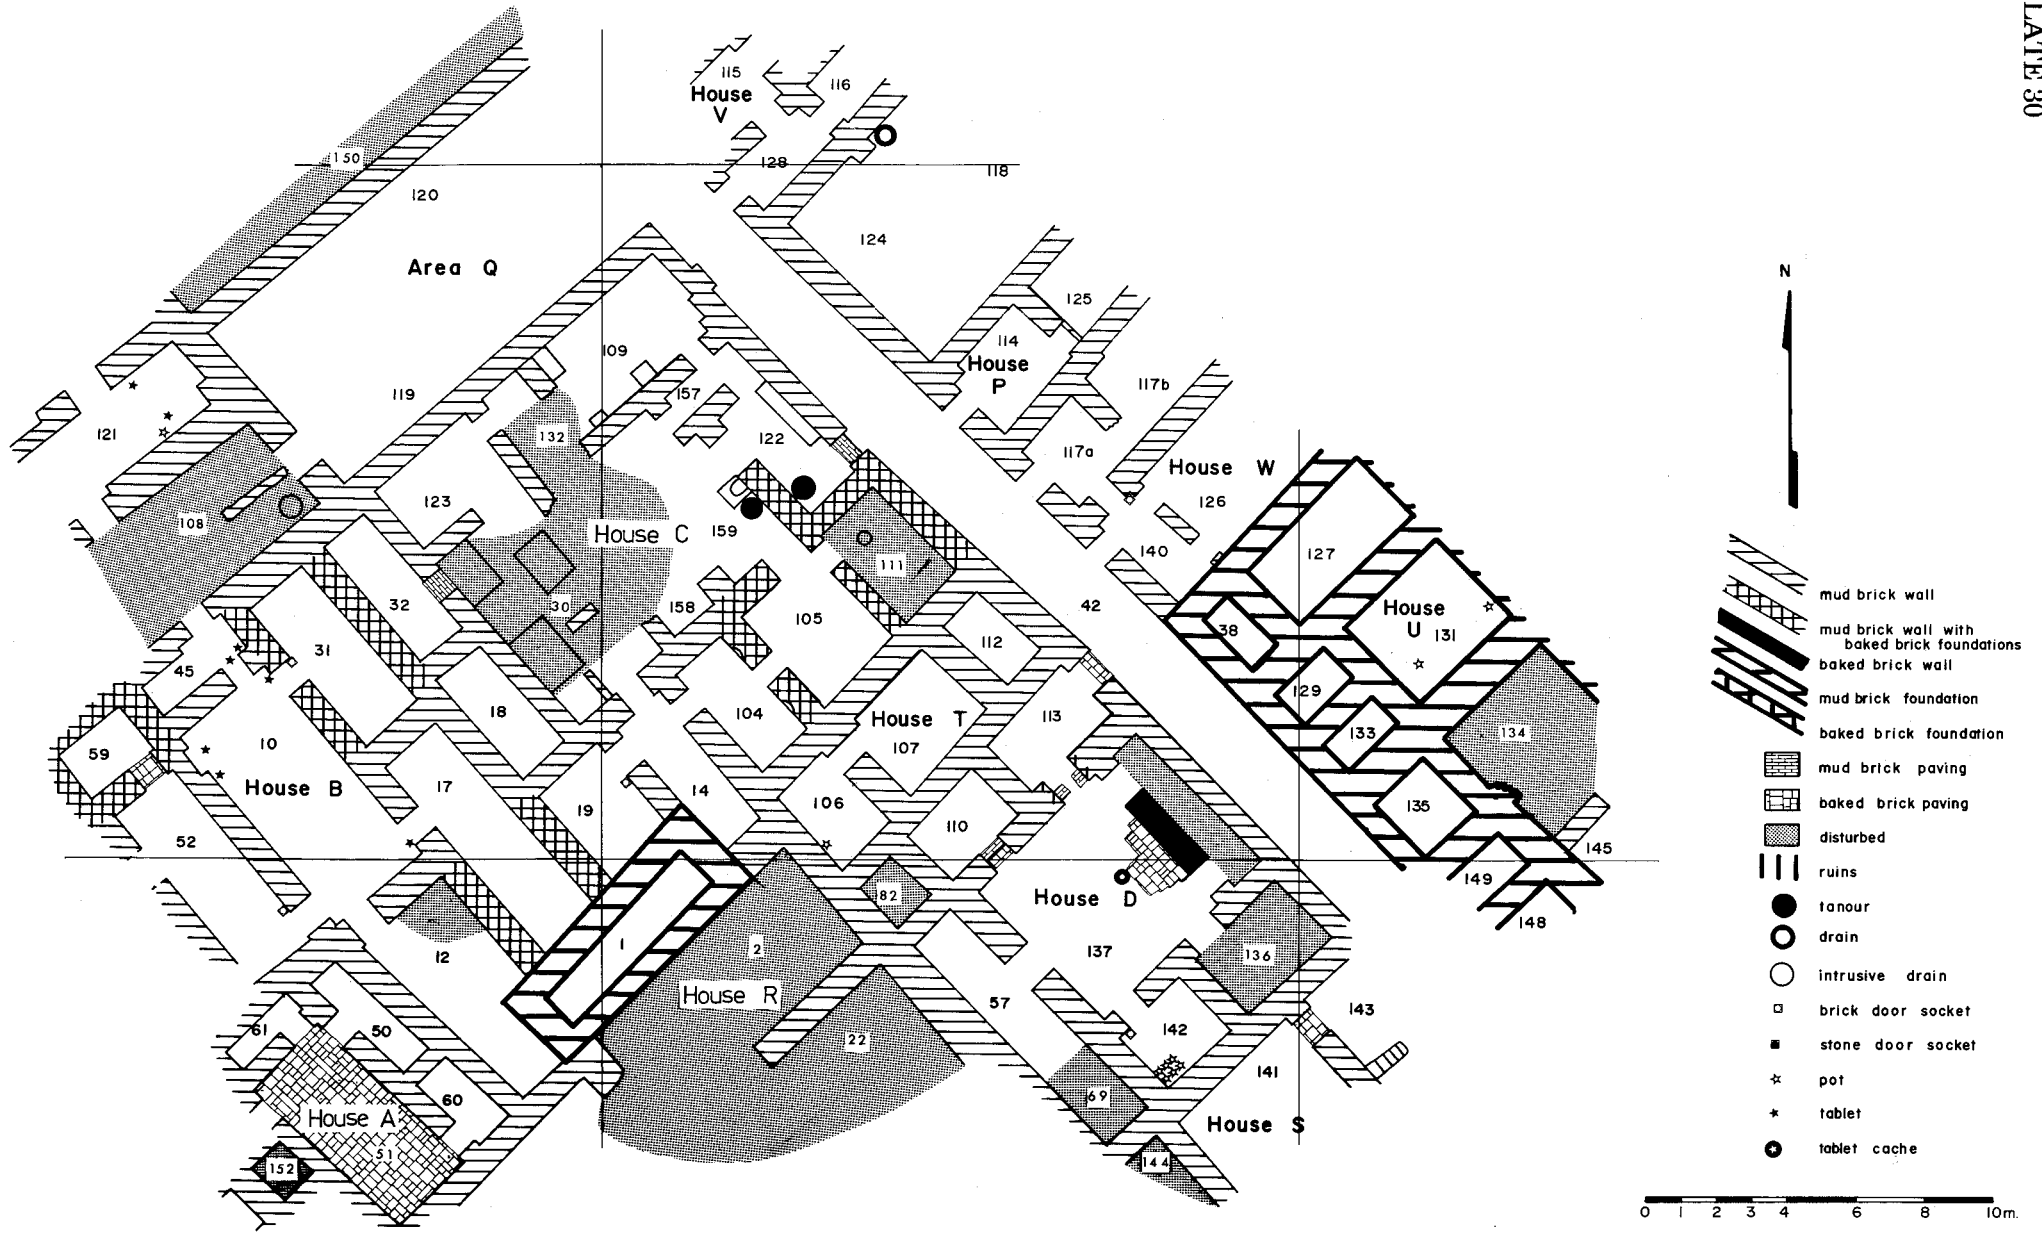 LATE 30
115
116
House
V
150
128
118
120
124
Area Q
125
109
114
House
P
119
157
117b
121
132
122
117a
House W
123
126
108
House C
159
140
127
111
32
30
158
105
42
House
U
131
38
31
112
45
129
18
104
113
House T
107
133
134
59
10
House B
17
19
14
106
135
110
52
145
149
82
House D
148
12
1
2
137
136
House R
57
143
61
50
22
142
141
60
69
House A
House S
51
152
144
N
mud brick wall
mud brick wall with
baked brick foundations
baked brick wall
mud brick foundation
baked brick foundation
mud brick paving
baked brick paving
disturbed
ruins
tanour
drain
intrusive drain
brick door socket
stone door socket
pot
tablet
tablet cache
0 1 2 3 4 6 8 10m.